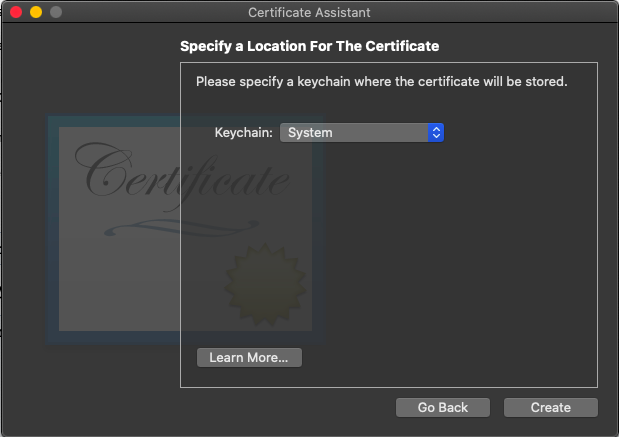 Certificate Assistant
Specify a Location For The Certificate
Please specify a keychain where the certificate will be stored.
Keychain: System
Certificate
Learn More...
Go Back
Create